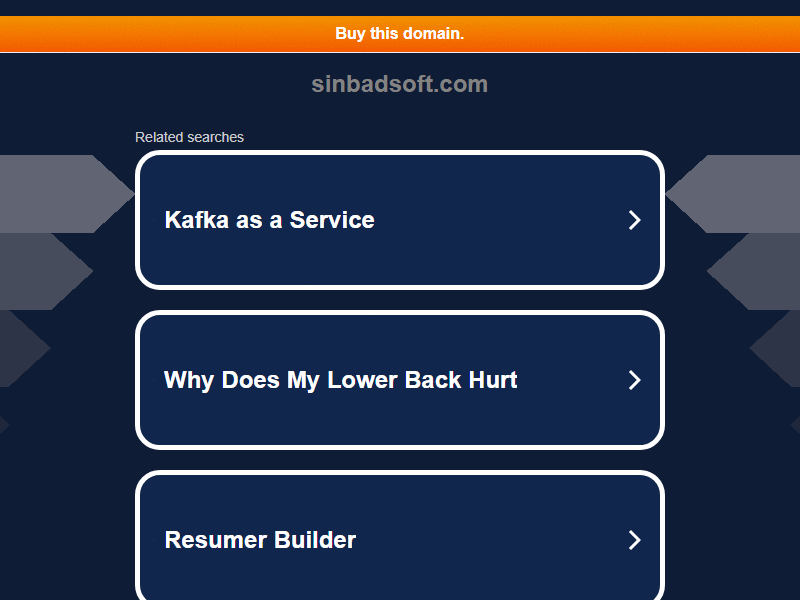 Buy this domain.
sinbadsoft.com
Related searches
Kafka as a Service
Why Does My Lower Back Hurt
Resumer Builder